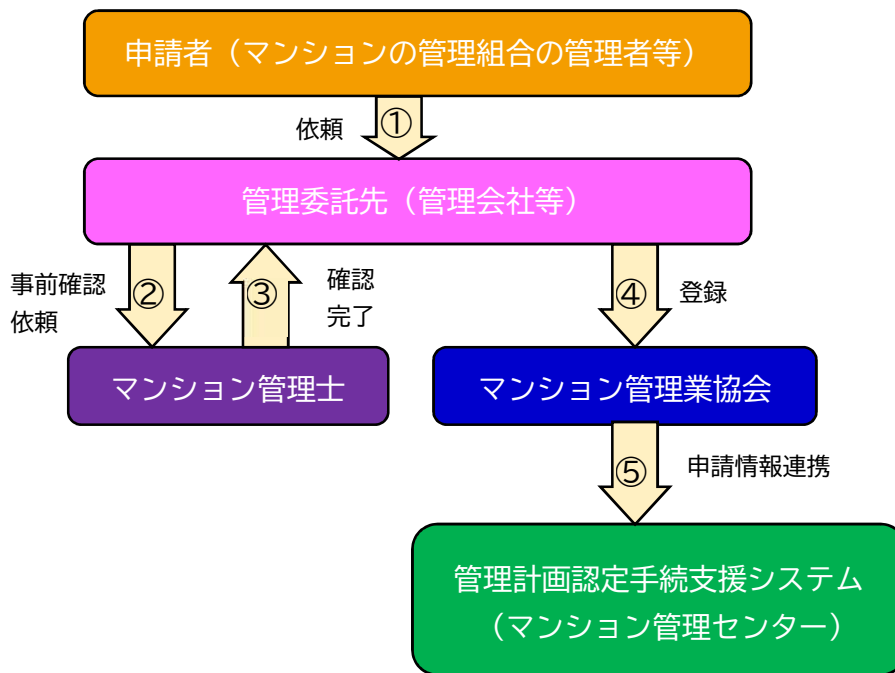 申請者（マンションの管理組合の管理者等）
依頼
①
管理委託先（管理会社等）
事前確認
依頼
②
③
確認
完了
④
登録
マンション管理士
マンション管理業協会
⑤
申請情報連携
管理計画認定手続支援システム
（マンション管理センター）